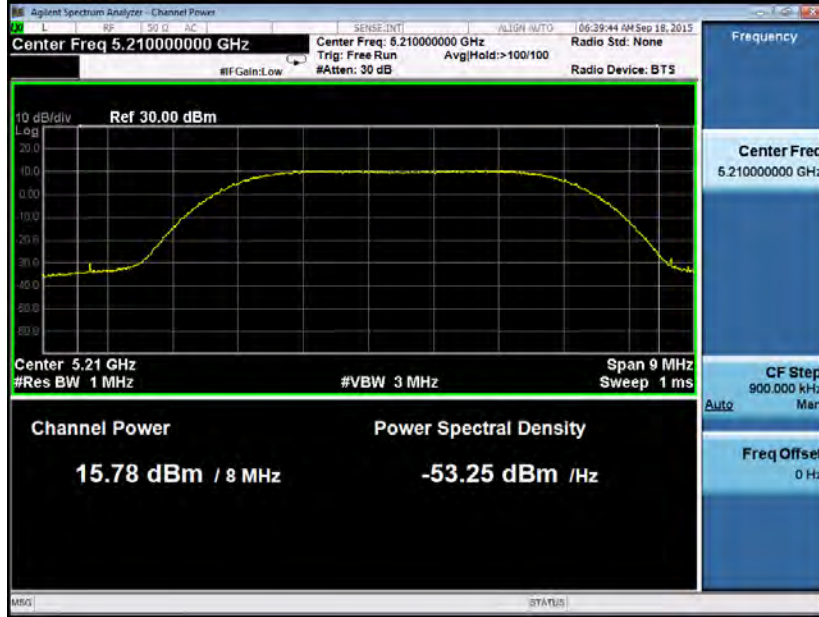 Agilent Spectrum Analyzer - Channel Power
L RF 50 Ω AC SENSE:INT ALIGN AUTO 06:39:44 AM Sep 18, 2015
Center Freq 5.210000000 GHz
Center Freq: 5.210000000 GHz
Radio Std: None
Trig: Free Run Avg|Hold:>100/100
#IFGain:Low
#Atten: 30 dB
Radio Device: BTS
Frequency
10 dB/div
Ref 30.00 dBm
Log
20.0
10.0
0.00
Center Freq
5.210000000 GHz
Center 5.21 GHz
Span 9 MHz
#Res BW 1 MHz
#VBW 3 MHz
Sweep 1 ms
CF Step
900.000 kHz
Auto Man
Channel Power
Power Spectral Density
15.78 dBm / 8 MHz
-53.25 dBm /Hz
Freq Offset
0 Hz
MSG
STATUS